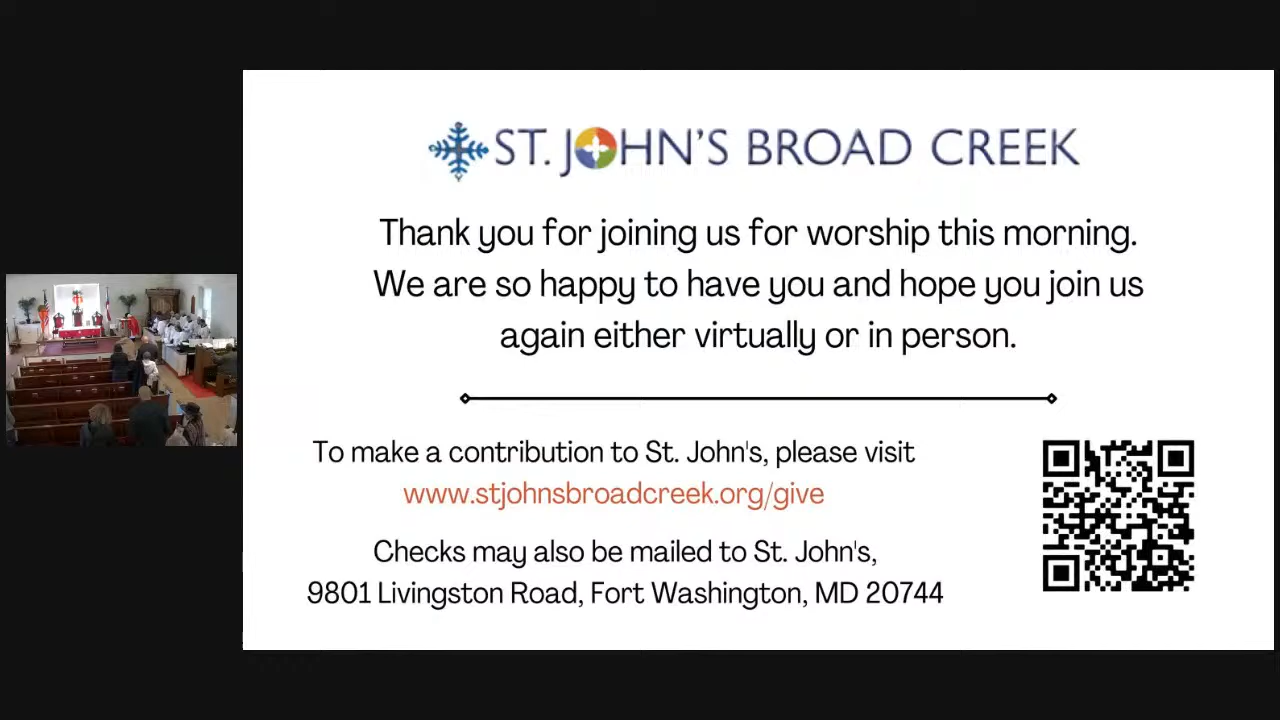 ST. JOHN'S BROAD CREEK
Thank you for joining us for worship this morning.
We are so happy to have you and hope you join us
again either virtually or in person.
To make a contribution to St. John's, please visit
www.stjohnsbroadcreek.org/give
Checks may also be mailed to St. John's,
9801 Livingston Road, Fort Washington, MD 20744